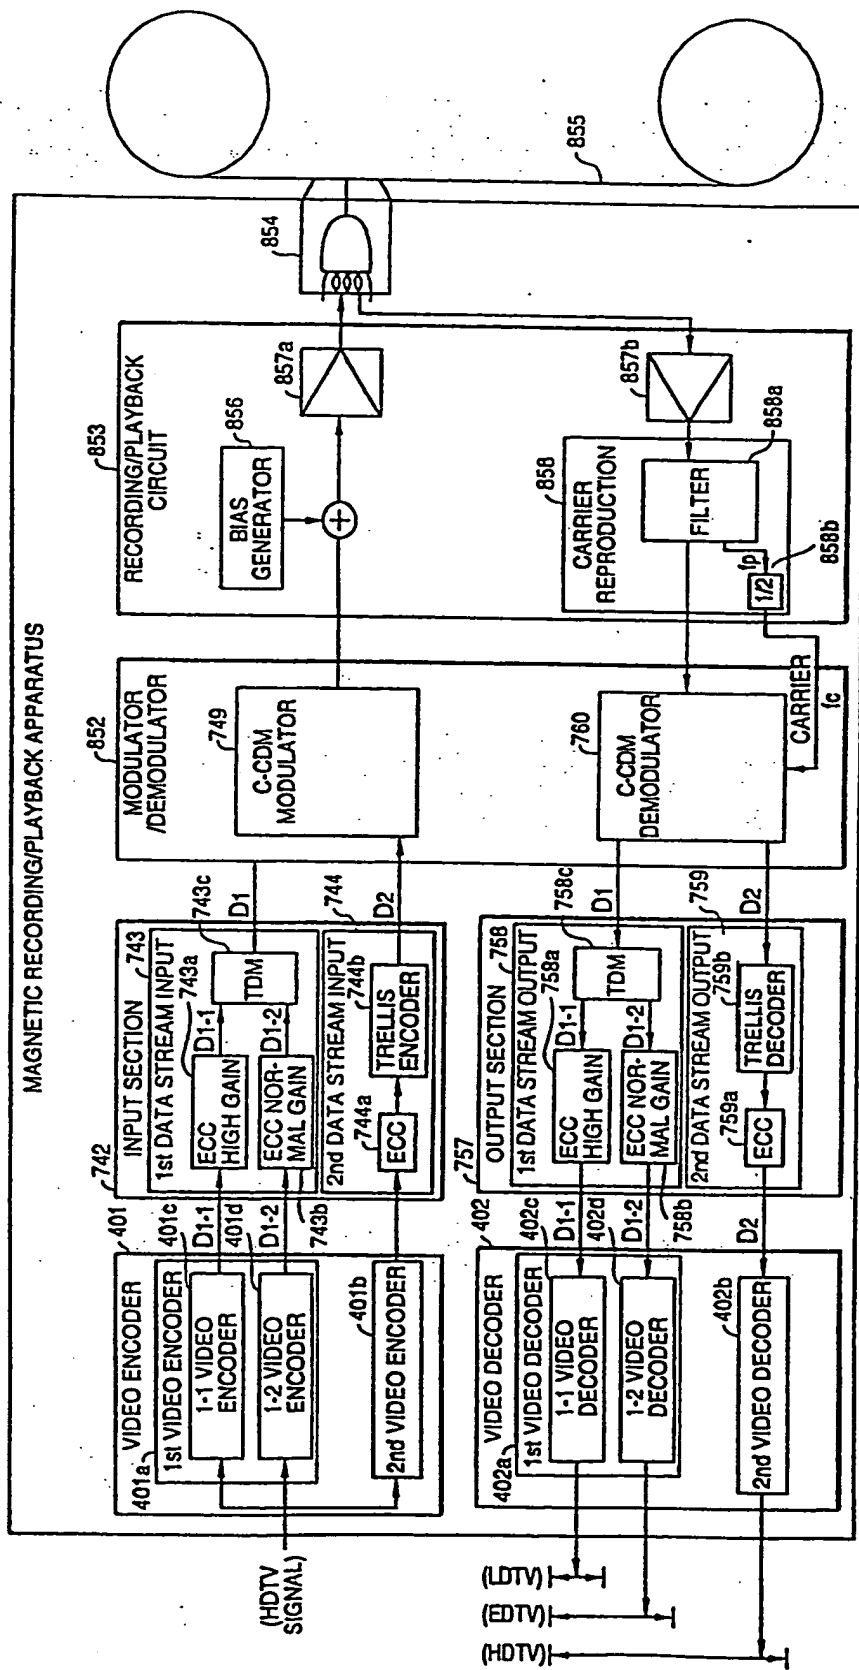 MAGNETIC RECORDING/PLAYBACK APPARATUS
401
VIDEO ENCODER
401a
1st VIDEO ENCODER
401c
1-1 VIDEO
ENCODER
401d
1-2 VIDEO
ENCODER
401b
2nd VIDEO ENCODER
(HDTV
SIGNAL)
D1-1
D1-2
742
INPUT SECTION
743
1st DATA STREAM INPUT
743a
ECC
HIGH GAIN
743b
ECC NOR-
MAL GAIN
D1-1
D1-2
743c
TDM
D1
744
2nd DATA STREAM INPUT
744a
ECC
744b
TRELLIS
ENCODER
D2
852
MODULATOR
/DEMODULATOR
749
C-CDM
MODULATOR
853
RECORDING/PLAYBACK
CIRCUIT
856
BIAS
GENERATOR
+
857a
854
855
857b
858
CARRIER
REPRODUCTION
858a
FILTER
fp
1/2
858b
CARRIER
fc
760
C-CDM
DEMODULATOR
D1
D2
757
OUTPUT SECTION
758
1st DATA STREAM OUTPUT
758a
ECC
HIGH GAIN
758b
ECC NOR-
MAL GAIN
D1-1
D1-2
758c
TDM
759
2nd DATA STREAM OUTPUT
759a
ECC
759b
TRELLIS
DECODER
D1-1
D1-2
D2
402
VIDEO DECODER
402a
1st VIDEO DECODER
402c
1-1 VIDEO
DECODER
402d
1-2 VIDEO
DECODER
402b
2nd VIDEO DECODER
(LDTV)
(EDTV)
(HDTV)